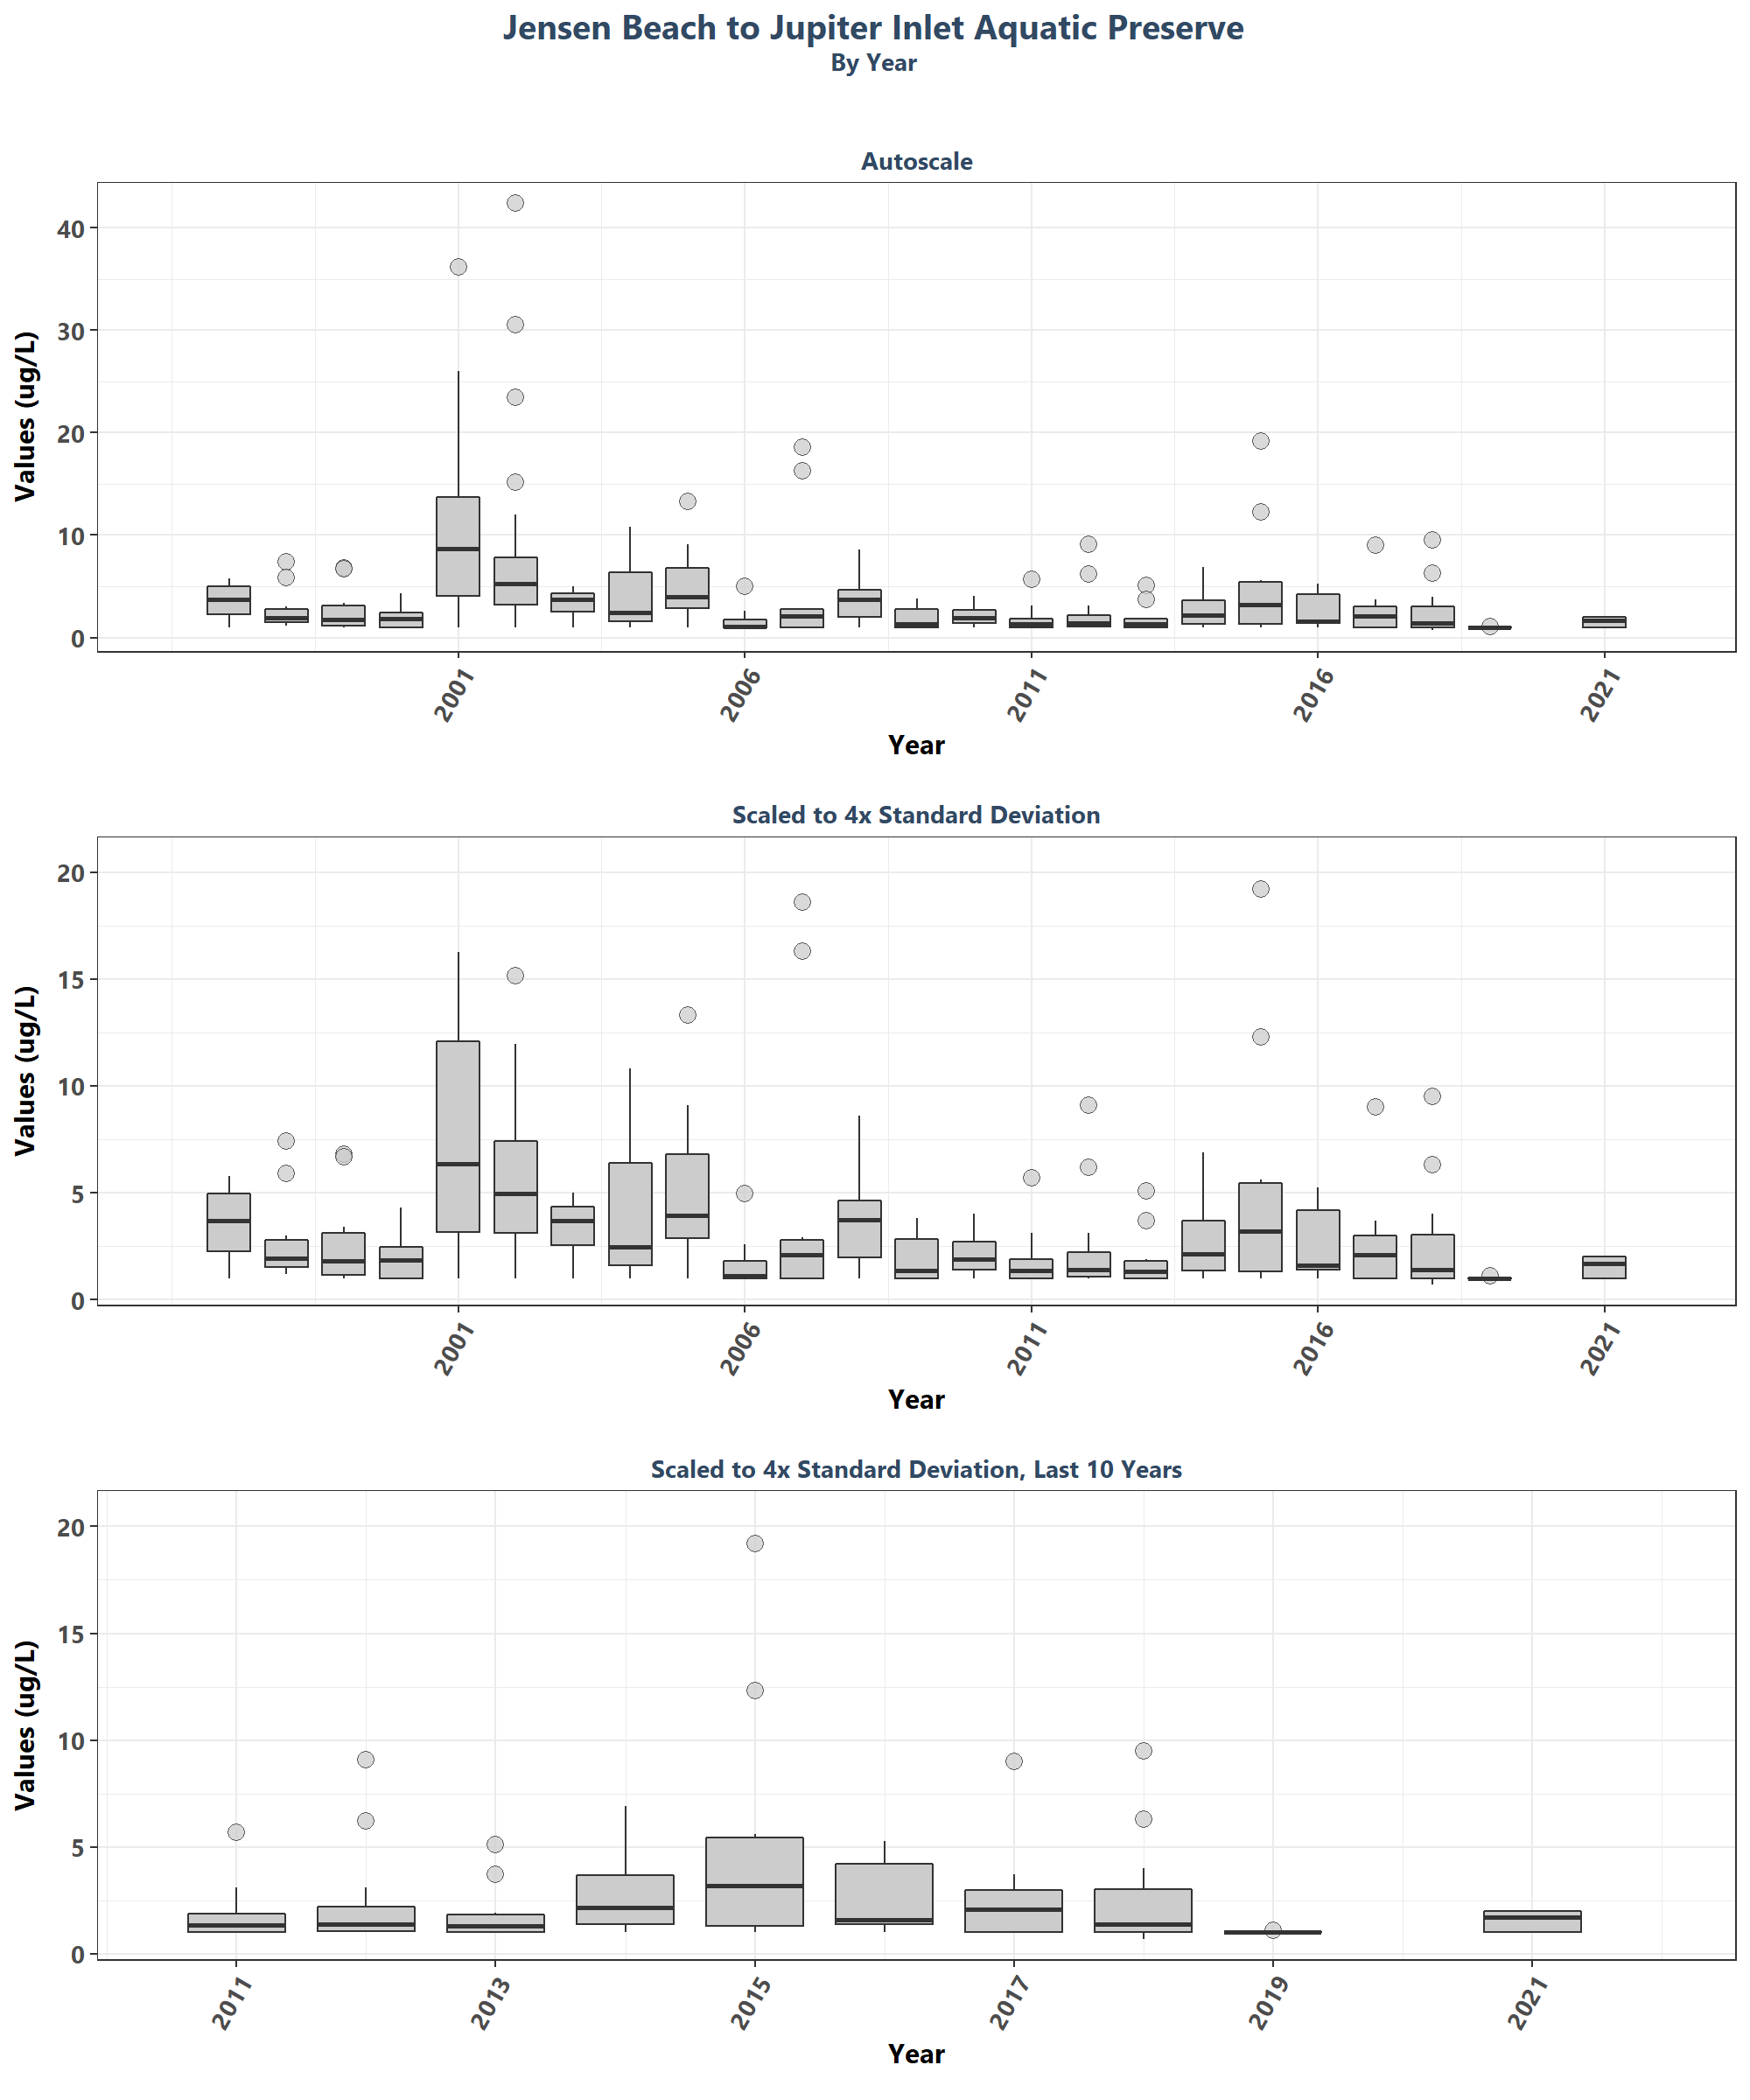 Jensen Beach to Jupiter Inlet Aquatic Preserve
By Year
Autoscale
Values (ug/L)
40
30
20
10
0
2001 2006 2011 2016 2021
Year
Scaled to 4x Standard Deviation
Values (ug/L)
20
15
10
5
0
2001 2006 2011 2016 2021
Year
Scaled to 4x Standard Deviation, Last 10 Years
Values (ug/L)
20
15
10
5
0
2011 2013 2015 2017 2019 2021
Year